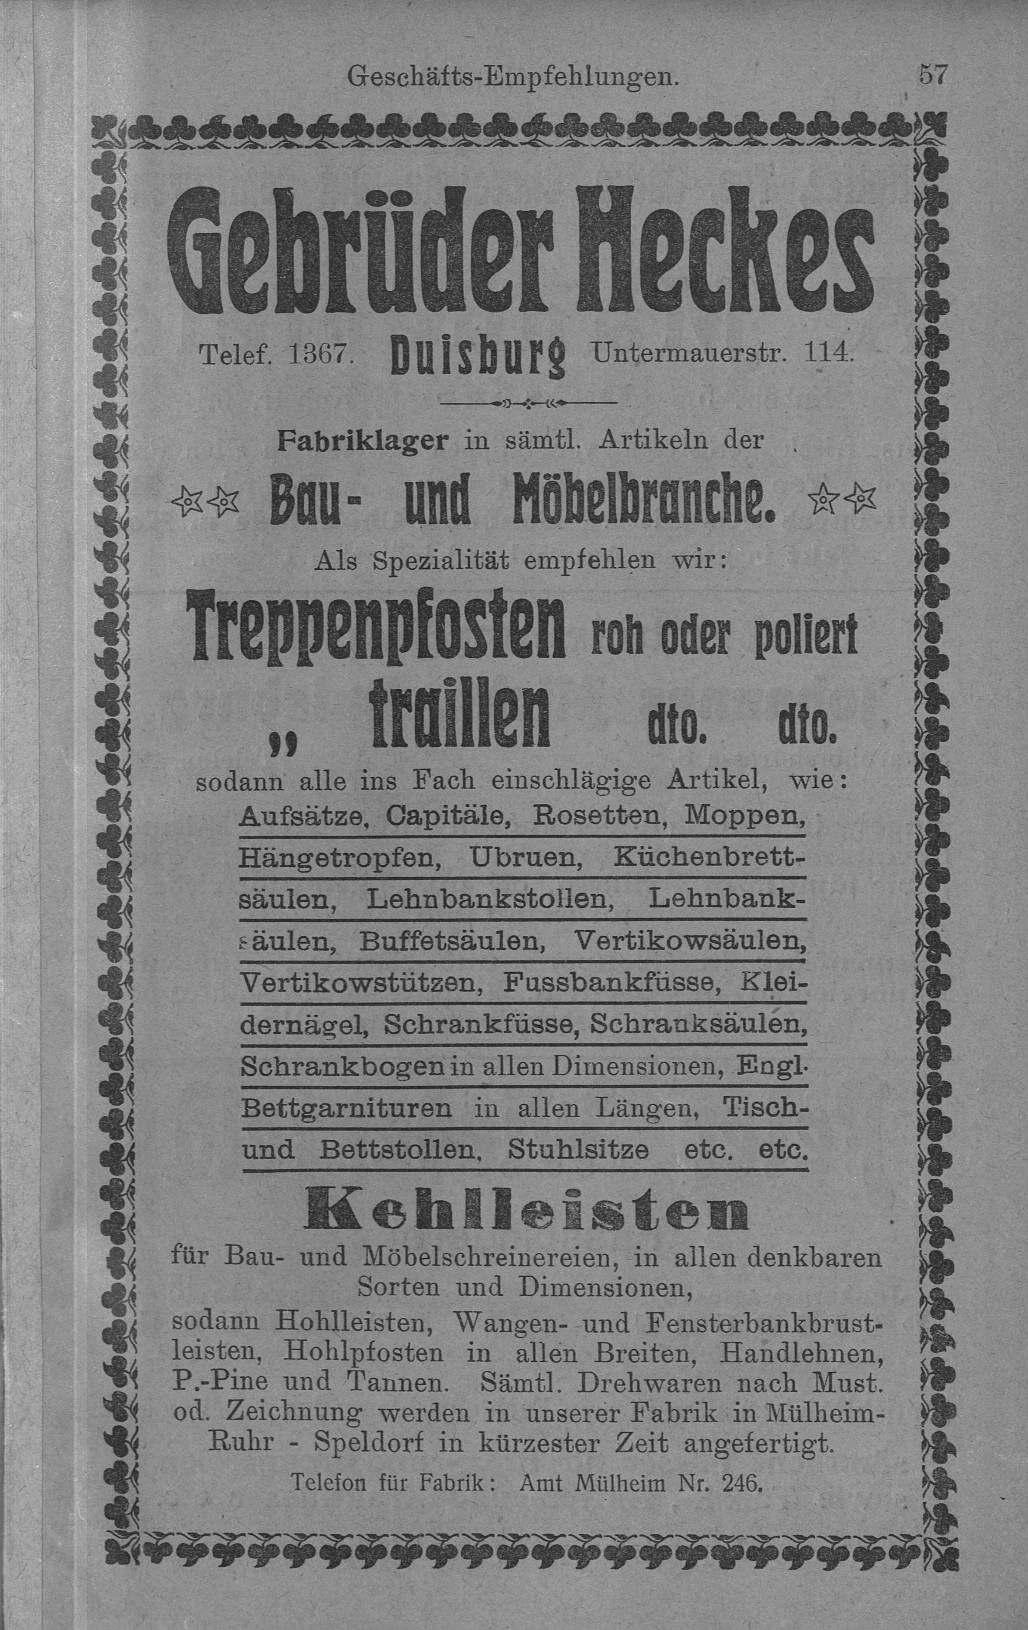 Geschäfts-Empfehlungen. 57
Gebrüder Heckes
Telef. 1367. Duisburg Untermauerstr. 114.
Fabriklager in sämtl. Artikeln der
Bau- und Möbelbranche.
Als Spezialität empfehlen wir:
Treppenpfosten roh oder poliert
„ traillen dto. dto.
sodann alle ins Fach einschlägige Artikel, wie:
Aufsätze, Capitäle, Rosetten, Moppen,
Hängetropfen, Ubruen, Küchenbrett-
säulen, Lehnbankstollen, Lehnbank-
säulen, Buffetsäulen, Vertikowsäulen,
Vertikowstützen, Fussbankfüsse, Klei-
dernägel, Schrankfüsse, Schranksäulen,
Schrankbogen in allen Dimensionen, Engl.
Bettgarnituren in allen Längen, Tisch-
und Bettstollen, Stuhlsitze etc. etc.
Kehlleisten
für Bau- und Möbelschreinereien, in allen denkbaren
Sorten und Dimensionen,
sodann Hohlleisten, Wangen- und Fensterbankbrust-
leisten, Hohlpfosten in allen Breiten, Handlehnen,
P.-Pine und Tannen. Sämtl. Drehwaren nach Must.
od. Zeichnung werden in unserer Fabrik in Mülheim-
Ruhr - Speldorf in kürzester Zeit angefertigt.
Telefon für Fabrik: Amt Mülheim Nr. 246.